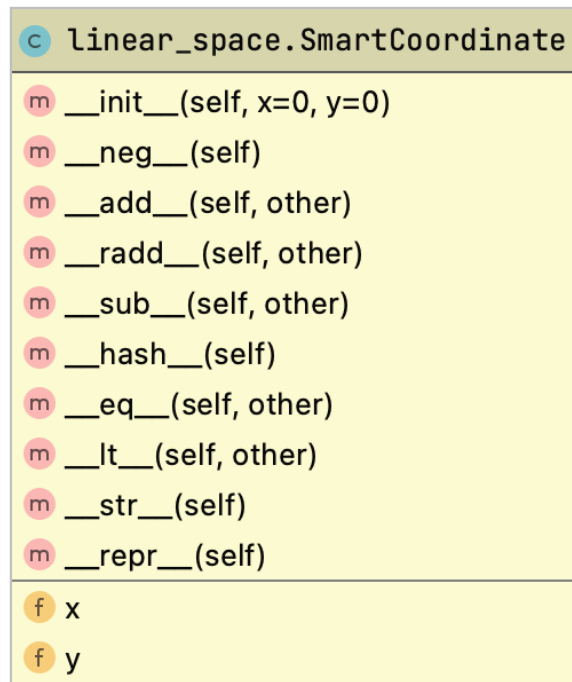 c linear_space.SmartCoordinate
m __init__(self, x=0, y=0)
m __neg__(self)
m __add__(self, other)
m __radd__(self, other)
m __sub__(self, other)
m __hash__(self)
m __eq__(self, other)
m __lt__(self, other)
m __str__(self)
m __repr__(self)
f x
f y